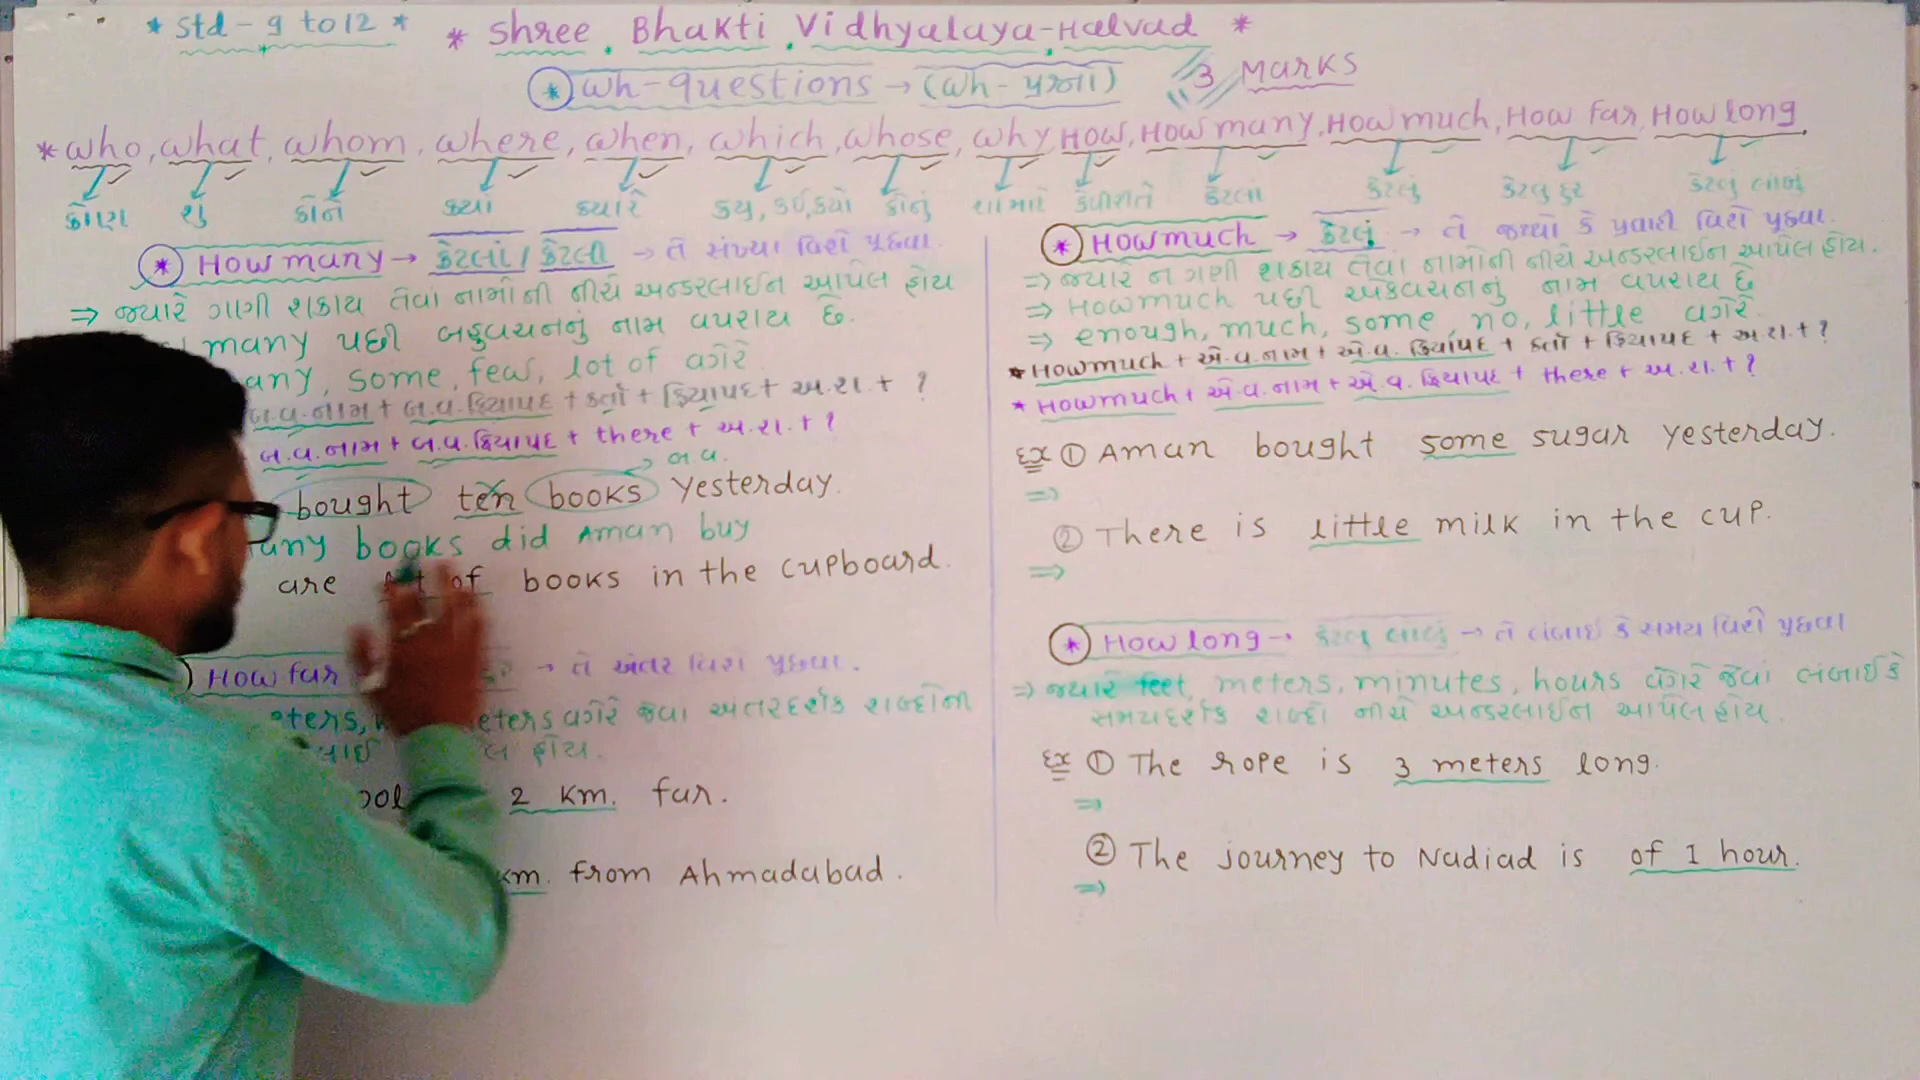 * Std - 9 to 12 *
* Shree Bhakti Vidhyalaya-Halvad *
* Wh-questions → (Wh-પ્રશ્નો) 3 Marks
* who, what, whom, where, when, which, whose, why, How, How many, How much, How far, How long
કોણ શું કોને ક્યાં ક્યારે કયુ, કઈ, કયો કોનું શા માટે કેવી રીતે કેટલાં કેટલું કેટલુ દુર કેટલુ લાંબું
* How many → કેટલાં / કેટલી → તે સંખ્યા વિશે પૂછવા.
⇒ જ્યારે ગણી શકાય તેવા નામોની નીચે અન્ડરલાઈન આપેલ હોય
many પછી બહુવચનનું નામ વપરાય છે.
any, some, few, lot of વગેરે
બ.વ.નામ + બ.વ.ક્રિયાપદ + કર્તા + ક્રિયાપદ + અ.શ.+ ?
બ.વ.નામ + બ.વ.ક્રિયાપદ + there + અ.શ.+ ?
બ.વ.
bought ten books yesterday.
any books did Aman buy
are of books in the cupboard.
How far → તે અંતર વિશે પૂછવા.
eters વગેરે જેવા અંતરદર્શક શબ્દોની
હોય.
2 Km. far.
Km. from Ahmadabad.
* How much → કેટલું → તે જથ્થો કે પ્રવાહી વિશે પૂછવા.
⇒ જ્યારે ન ગણી શકાય તેવા નામોની નીચે અન્ડરલાઈન આપેલ હોય.
⇒ How much પછી એકવચનનું નામ વપરાય છે
⇒ enough, much, some, no, little વગેરે
* How much + એ.વ.નામ + એ.વ. ક્રિયાપદ + કર્તા + ક્રિયાપદ + અ.શ.+ ?
* How much + એ.વ.નામ + એ.વ. ક્રિયાપદ + there + અ.શ.+ ?
Ex ① Aman bought some sugar yesterday.
⇒
② There is little milk in the cup.
⇒
* How long → કેટલુ લાંબું → તે લંબાઈ કે સમય વિશે પૂછવા
⇒ જ્યારે feet, meters, minutes, hours વગેરે જેવાં લંબાઈ કે
સમયદર્શક શબ્દો નીચે અન્ડરલાઈન આપેલ હોય.
Ex ① The rope is 3 meters long.
⇒
② The journey to Nadiad is of 1 hour.
⇒